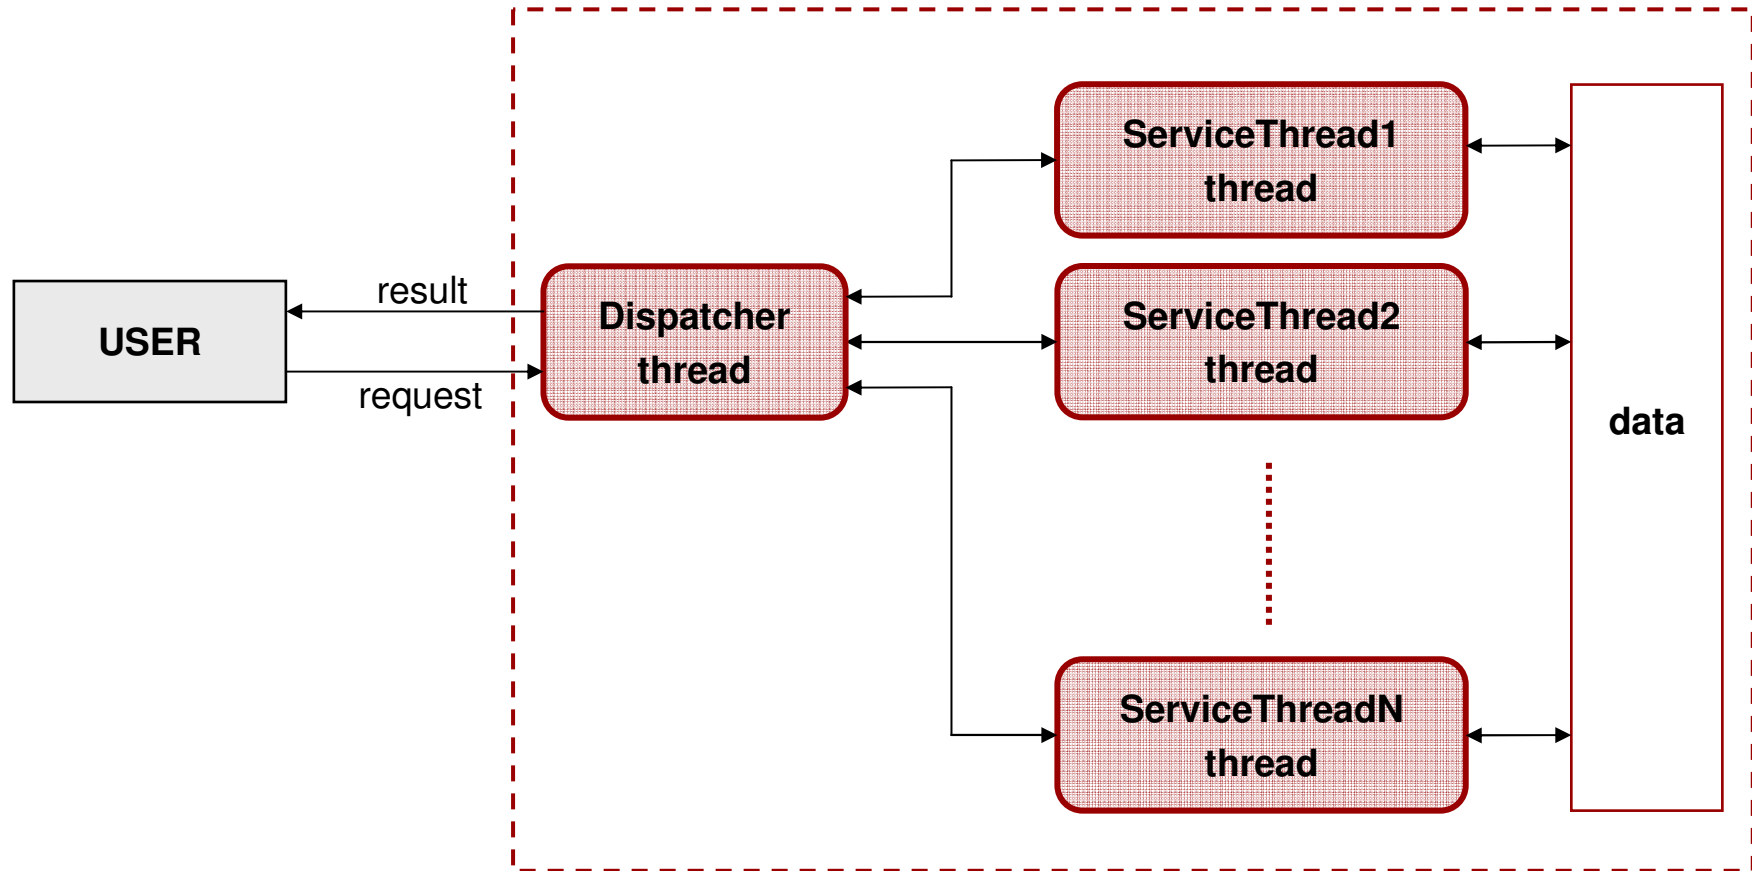 USER
result
request
Dispatcher
thread
ServiceThread1
thread
ServiceThread2
thread
ServiceThreadN
thread
data